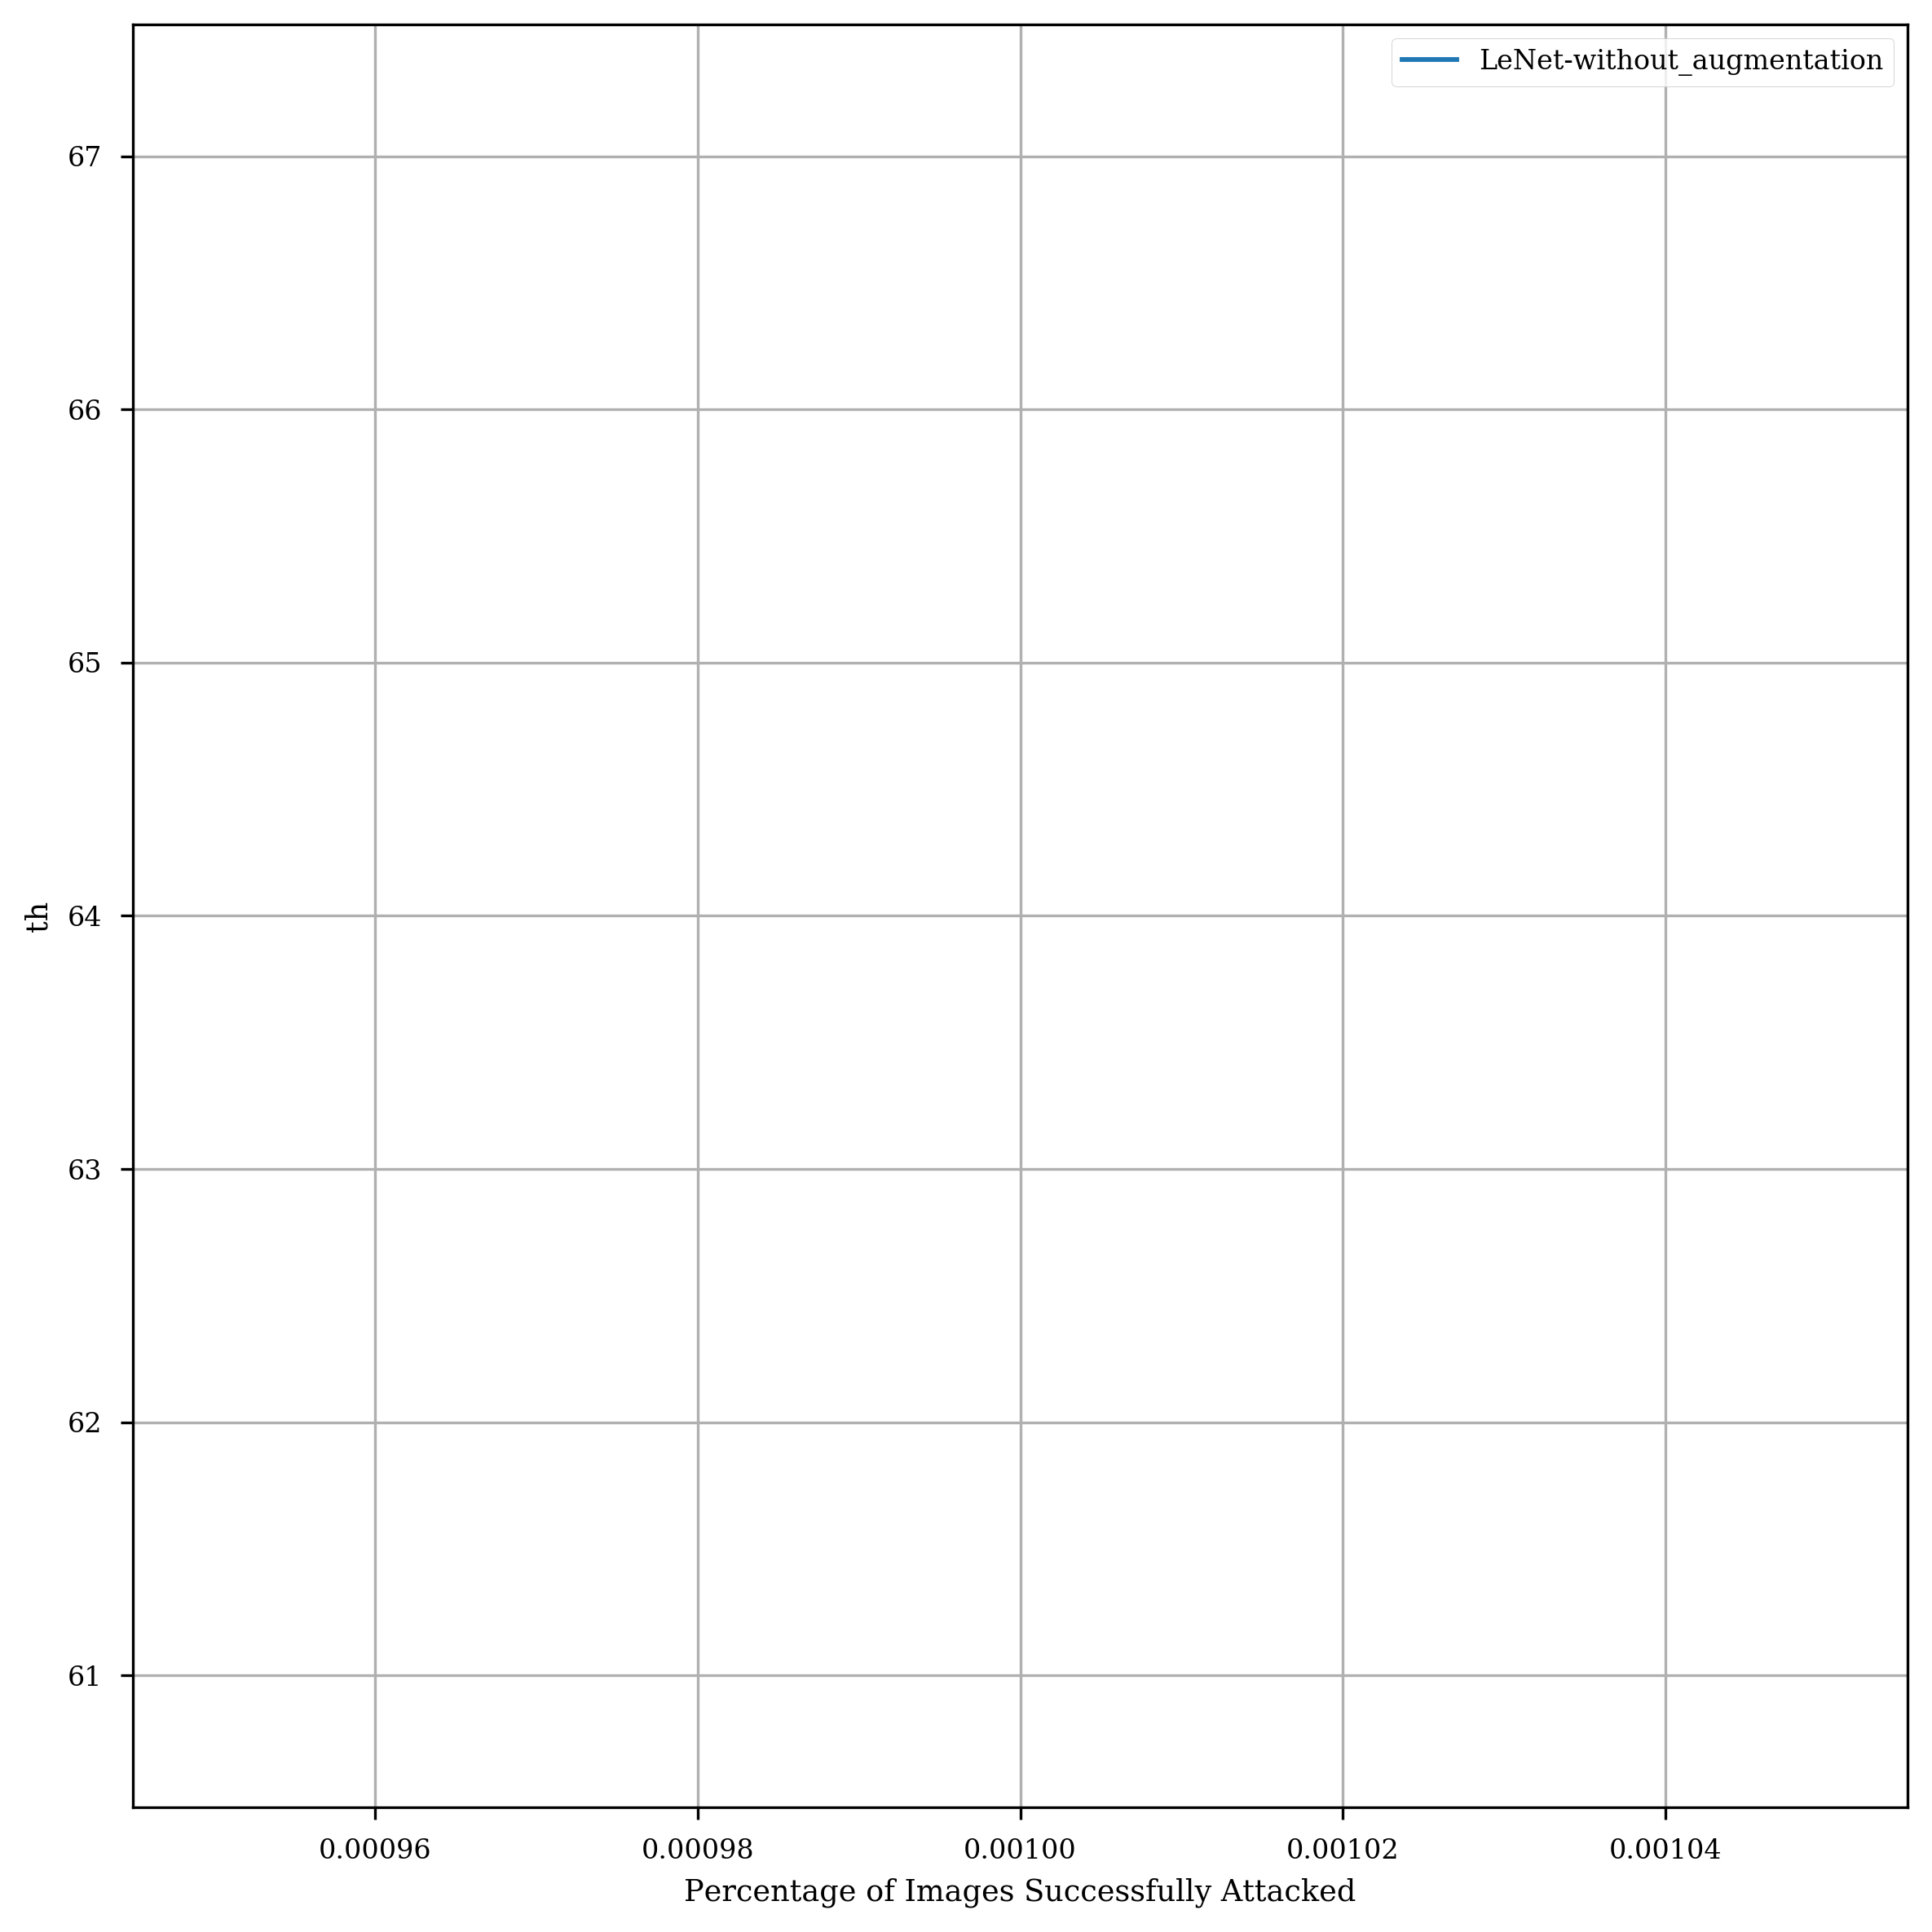 LeNet-without_augmentation
67
66
65
64
63
62
61
th
0.00096 0.00098 0.00100 0.00102 0.00104
Percentage of Images Successfully Attacked